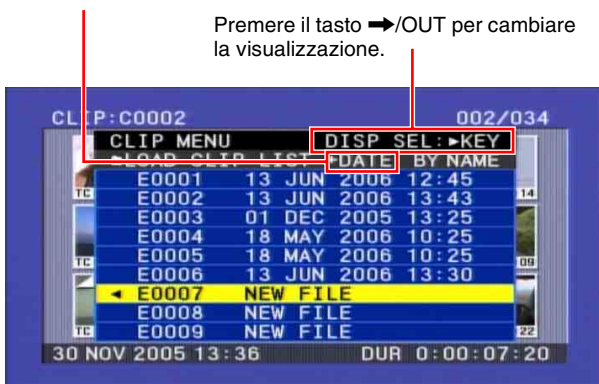 Premere il tasto ➡/OUT per cambiare
la visualizzazione.
CLIP:C0002 002/034
CLIP MENU DISP SEL:►KEY
LOAD CLIP LIST DATE BY NAME
E0001 13 JUN 2006 12:45
TC E0002 13 JUN 2006 13:43 14
E0003 01 DEC 2005 13:25
E0004 18 MAY 2006 10:25
TC E0005 18 MAY 2006 10:25 09
E0006 13 JUN 2006 13:30
◄ E0007 NEW FILE
E0008 NEW FILE
TC E0009 NEW FILE 22
30 NOV 2005 13:36 DUR 0:00:07:20